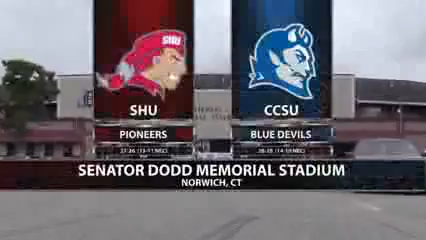 SHU
SHU CCSU
PIONEERS BLUE DEVILS
SENATOR DODD MEMORIAL STADIUM
NORWICH, CT